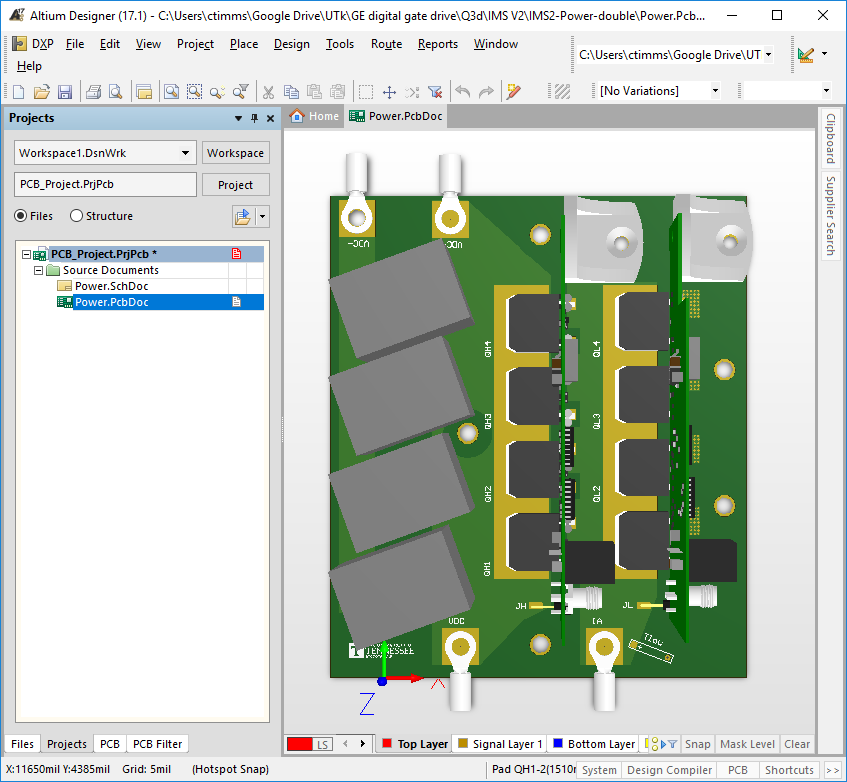 Altium Designer (17.1) - C:\Users\ctimms\Google Drive\UTk\GE digital gate drive\Q3d\IMS V2\IMS2-Power-double\Power.Pcb...
DXP File Edit View Project Place Design Tools Route Reports Window
C:\Users\ctimms\Google Drive\UT
Help
[No Variations]
Projects
Home
Power.PcbDoc
Clipboard
Supplier Search
Workspace1.DsnWrk
Workspace
PCB_Project.PrjPcb
Project
Files
Structure
PCB_Project.PrjPcb *
Source Documents
Power.SchDoc
Power.PcbDoc
QH4
QL4
QH3
QL3
QH2
QL2
QH1
JH
JL
VDC
IA
TENNESSEE
Z
X
Files Projects PCB PCB Filter
LS
Top Layer
Signal Layer 1
Bottom Layer
Snap
Mask Level
Clear
X:11650mil Y:4385mil Grid: 5mil (Hotspot Snap)
Pad QH1-2(1510m
System
Design Compiler
PCB
Shortcuts
>>